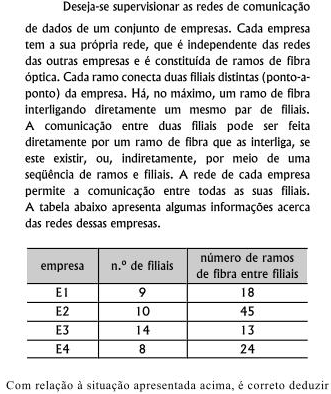 Deseja-se supervisionar as redes de comunicação
de dados de um conjunto de empresas. Cada empresa
tem a sua própria rede, que é independente das redes
das outras empresas e é constituída de ramos de fibra
óptica. Cada ramo conecta duas filiais distintas (ponto-a-
ponto) da empresa. Há, no máximo, um ramo de fibra
interligando diretamente um mesmo par de filiais.
A comunicação entre duas filiais pode ser feita
diretamente por um ramo de fibra que as interliga, se
este existir, ou, indiretamente, por meio de uma
seqüência de ramos e filiais. A rede de cada empresa
permite a comunicação entre todas as suas filiais.
A tabela abaixo apresenta algumas informações acerca
das redes dessas empresas.
empresa n.º de filiais número de ramos de fibra entre filiais
E1 9 18
E2 10 45
E3 14 13
E4 8 24
Com relação à situação apresentada acima, é correto deduzir